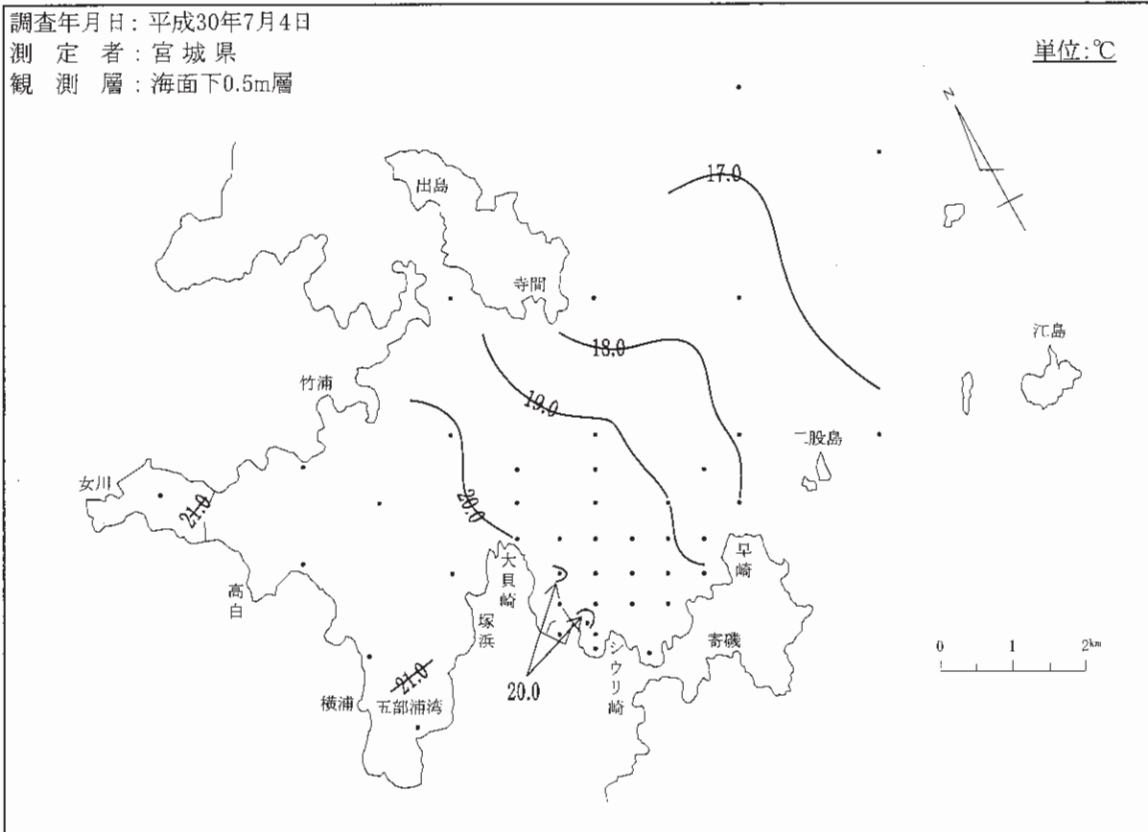 調査年月日：平成30年7月4日
測定者：宮城県
観測層：海面下0.5m層
単位：℃
N
17.0
出島
寺間
江島
18.0
竹浦
19.0
二股島
女川
21.0
20.0
大貝崎
早崎
高白
塚浜
寄磯
シウリ崎
0 1 2km
21.0
20.0
横浦
五部浦湾